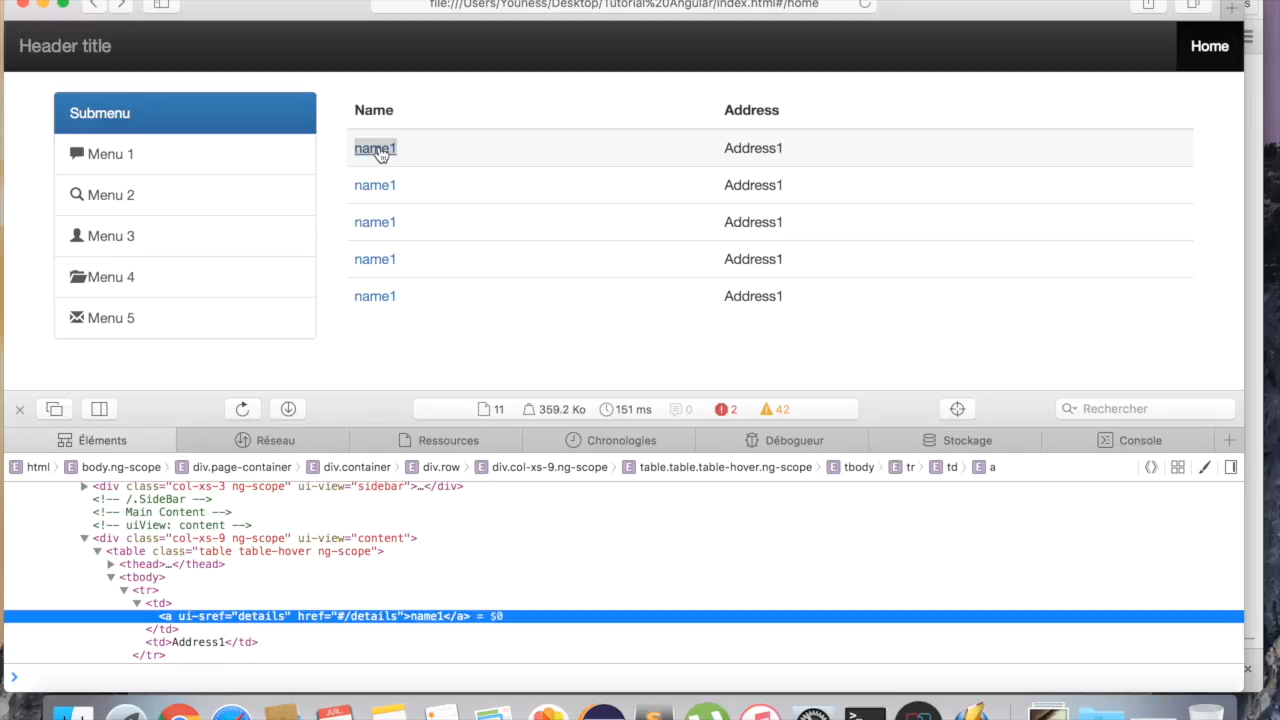 file:///Users/Youness/Desktop/Tutorial%20Angular/index.html#/home
Header title
Home
Submenu
Menu 1
Menu 2
Menu 3
Menu 4
Menu 5
Name Address
name1 Address1
name1 Address1
name1 Address1
name1 Address1
name1 Address1
11 359.2 Ko 151 ms 0 2 42
Rechercher
Éléments Réseau Ressources Chronologies Débogueur Stockage Console
E html E body.ng-scope E div.page-container E div.container E div.row E div.col-xs-9.ng-scope E table.table.table-hover.ng-scope E tbody E tr E td E a
<div class="col-xs-3 ng-scope" ui-view="sidebar">…</div>
<!-- /.SideBar -->
<!-- Main Content -->
<!-- uiView: content -->
<div class="col-xs-9 ng-scope" ui-view="content">
<table class="table table-hover ng-scope">
<thead>…</thead>
<tbody>
<tr>
<td>
<a ui-sref="details" href="#/details">name1</a> = $0
</td>
<td>Address1</td>
</tr>
JUIL